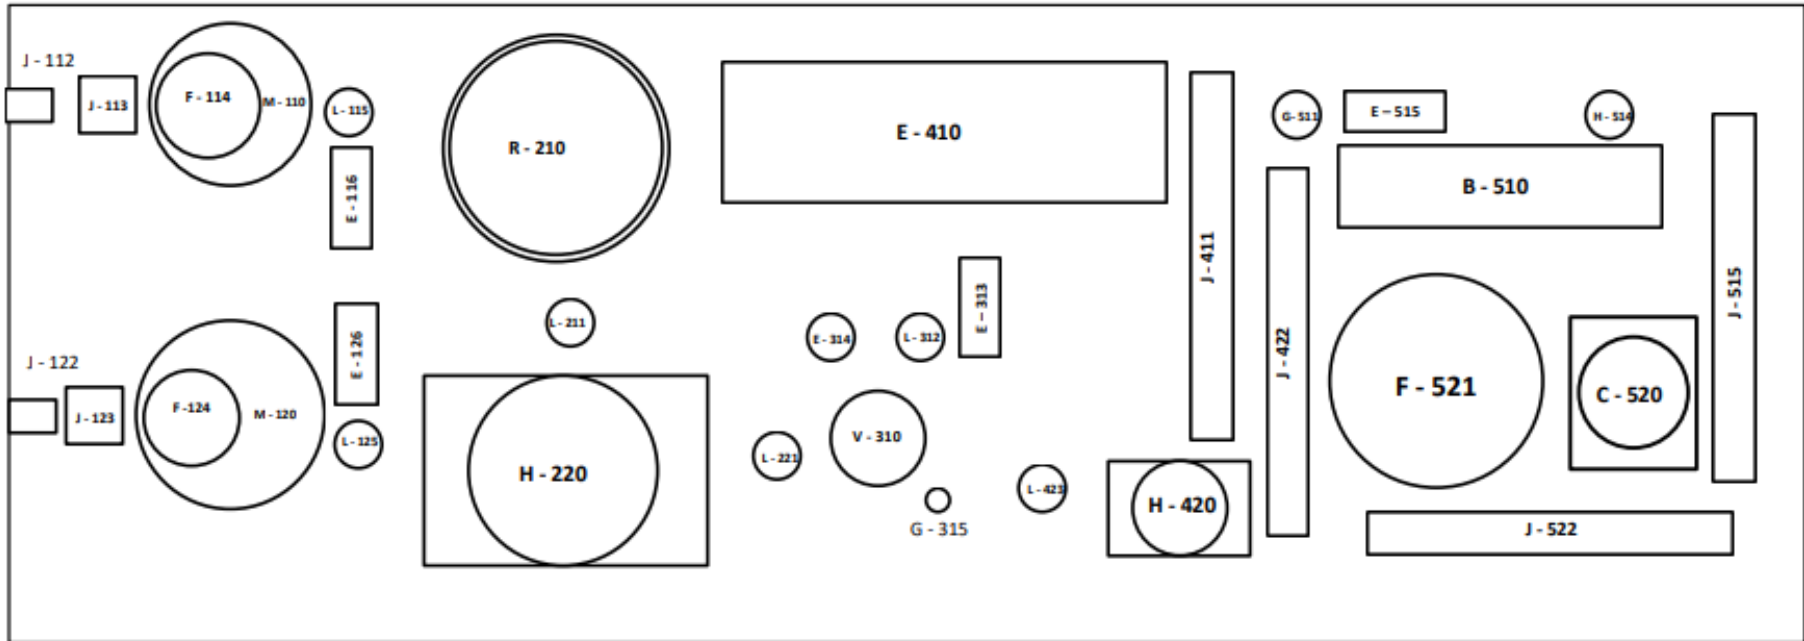 J - 112
J - 113
F - 114
M - 110
L - 115
E - 116
R - 210
E - 410
G - 511
E – 515
H - 514
B - 510
J - 411
J - 422
J - 515
L - 211
E - 314
L - 312
E – 313
J - 122
J - 123
F -124
M - 120
E - 126
L - 125
H - 220
L - 221
V - 310
G - 315
L - 423
H - 420
F - 521
C - 520
J - 522